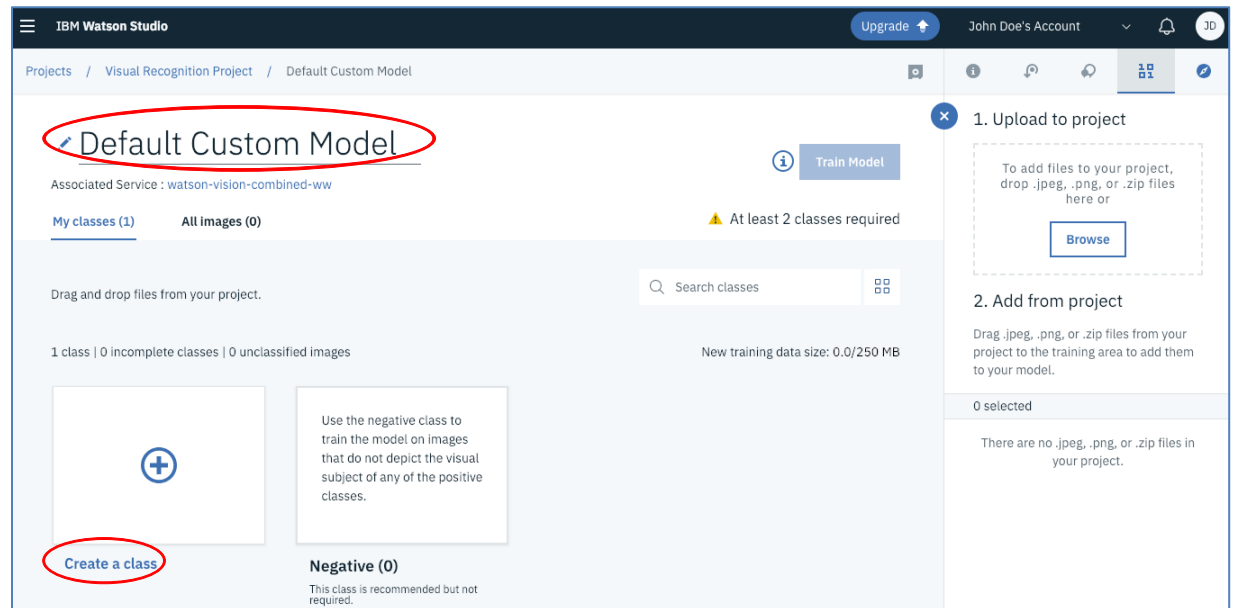 IBM Watson Studio
Upgrade
John Doe's Account
JD
Projects / Visual Recognition Project / Default Custom Model
Default Custom Model
Train Model
Associated Service : watson-vision-combined-ww
My classes (1)
All images (0)
At least 2 classes required
Drag and drop files from your project.
Search classes
1 class | 0 incomplete classes | 0 unclassified images
New training data size: 0.0/250 MB
Create a class
Use the negative class to
train the model on images
that do not depict the visual
subject of any of the positive
classes.
Negative (0)
This class is recommended but not
required.
1. Upload to project
To add files to your project,
drop .jpeg, .png, or .zip files
here or
Browse
2. Add from project
Drag .jpeg, .png, or .zip files from your
project to the training area to add them
to your model.
0 selected
There are no .jpeg, .png, or .zip files in
your project.